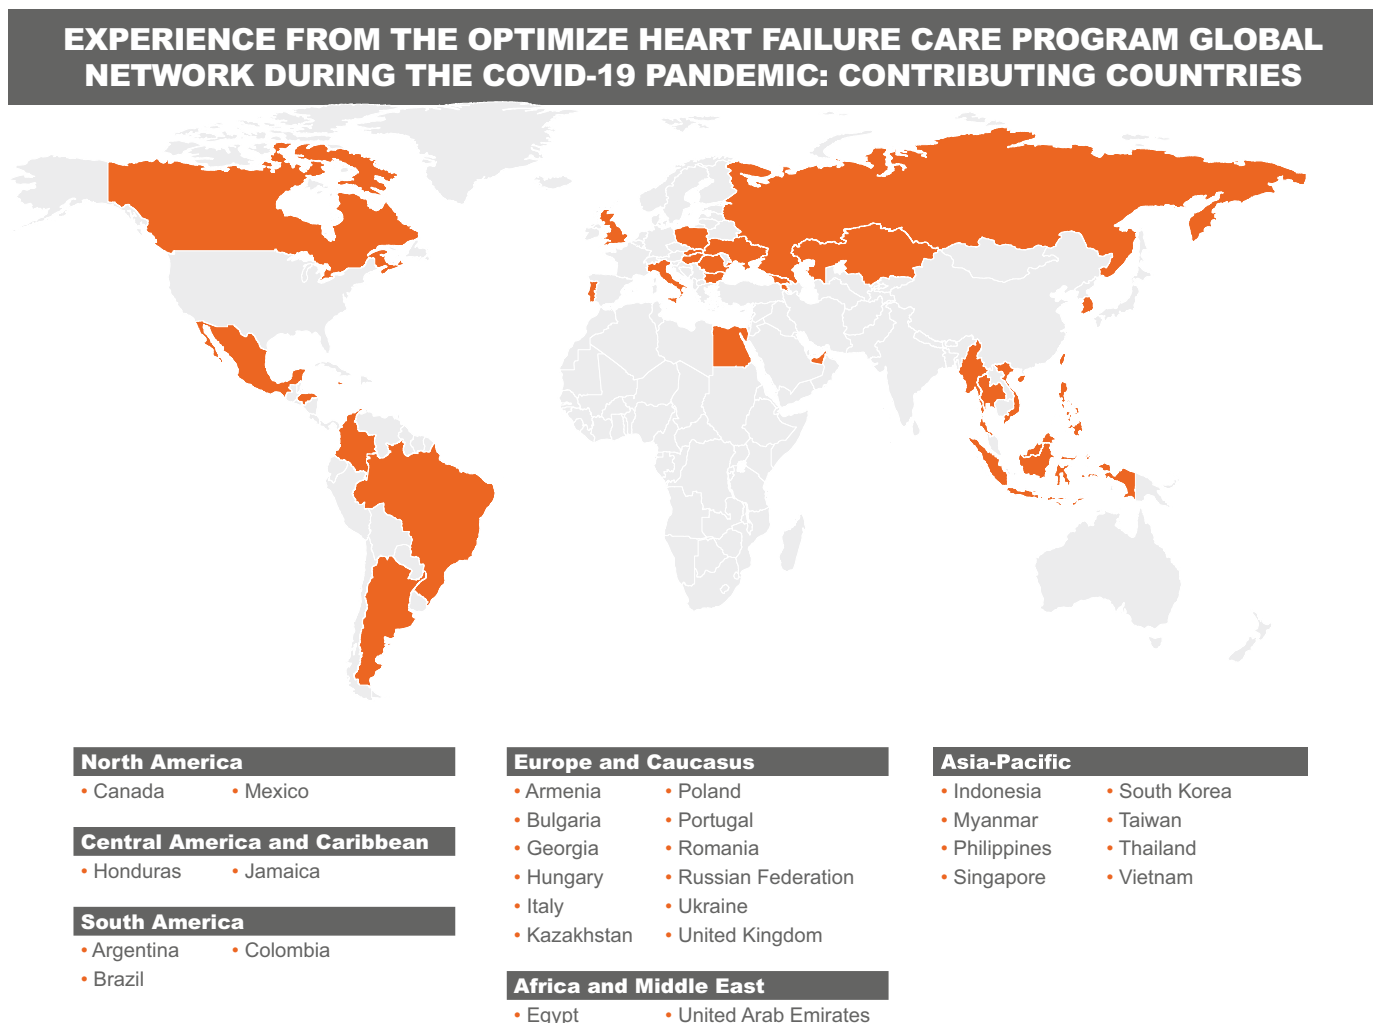 EXPERIENCE FROM THE OPTIMIZE HEART FAILURE CARE PROGRAM GLOBAL
NETWORK DURING THE COVID-19 PANDEMIC: CONTRIBUTING COUNTRIES
North America
• Canada • Mexico
Central America and Caribbean
• Honduras • Jamaica
South America
• Argentina • Colombia
• Brazil
Europe and Caucasus
• Armenia • Poland
• Bulgaria • Portugal
• Georgia • Romania
• Hungary • Russian Federation
• Italy • Ukraine
• Kazakhstan • United Kingdom
Africa and Middle East
• Egypt • United Arab Emirates
Asia-Pacific
• Indonesia • South Korea
• Myanmar • Taiwan
• Philippines • Thailand
• Singapore • Vietnam